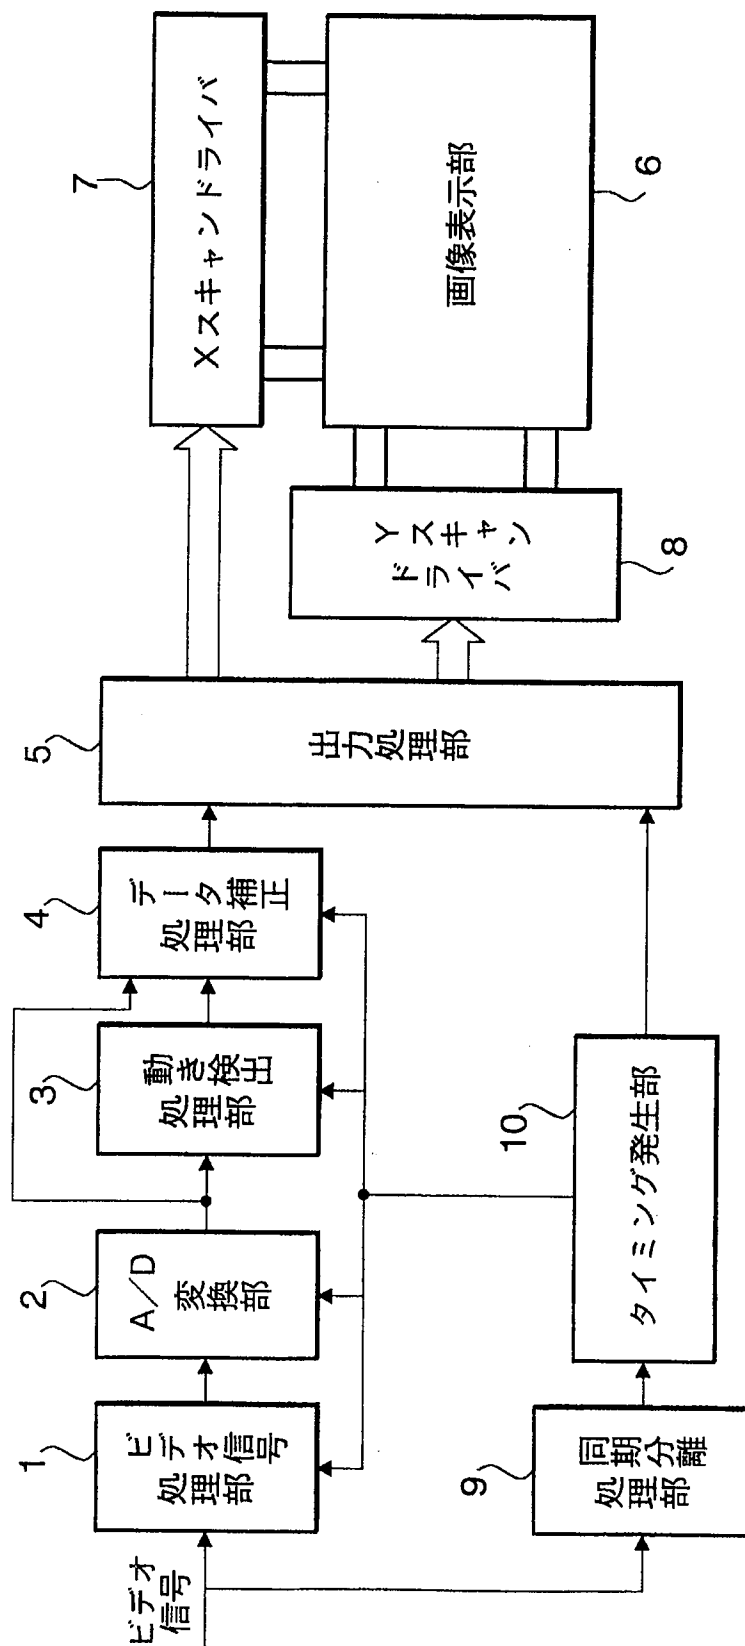 ビデオ
信号
1
ビデオ信号
処理部
2
A/D
変換部
3
動き検出
処理部
4
データ補正
処理部
5
出力処理部
7
Xスキャンドライバ
画像表示部
6
Yスキャン
ドライバ
8
9
同期分離
処理部
10
タイミング発生部